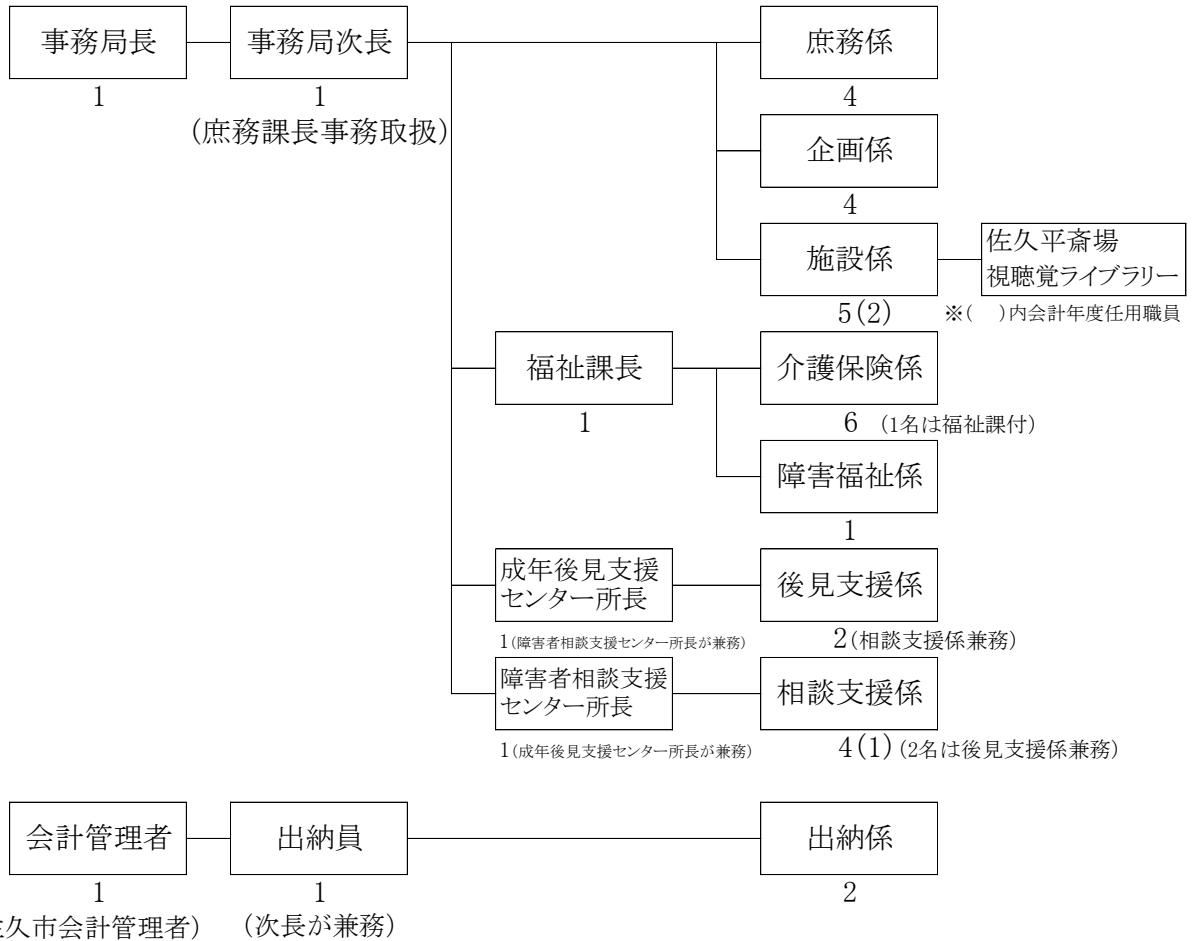 事務局長
1
事務局次長
1
(庶務課長事務取扱)
庶務係
4
企画係
4
施設係
5(2)
佐久平斎場
視聴覚ライブラリー
※(　)内会計年度任用職員
福祉課長
1
介護保険係
6 (1名は福祉課付)
障害福祉係
1
成年後見支援
センター所長
1(障害者相談支援センター所長が兼務)
後見支援係
2(相談支援係兼務)
障害者相談支援
センター所長
1(成年後見支援センター所長が兼務)
相談支援係
4(1)(2名は後見支援係兼務)
会計管理者
1
久市会計管理者)
出納員
1
(次長が兼務)
出納係
2